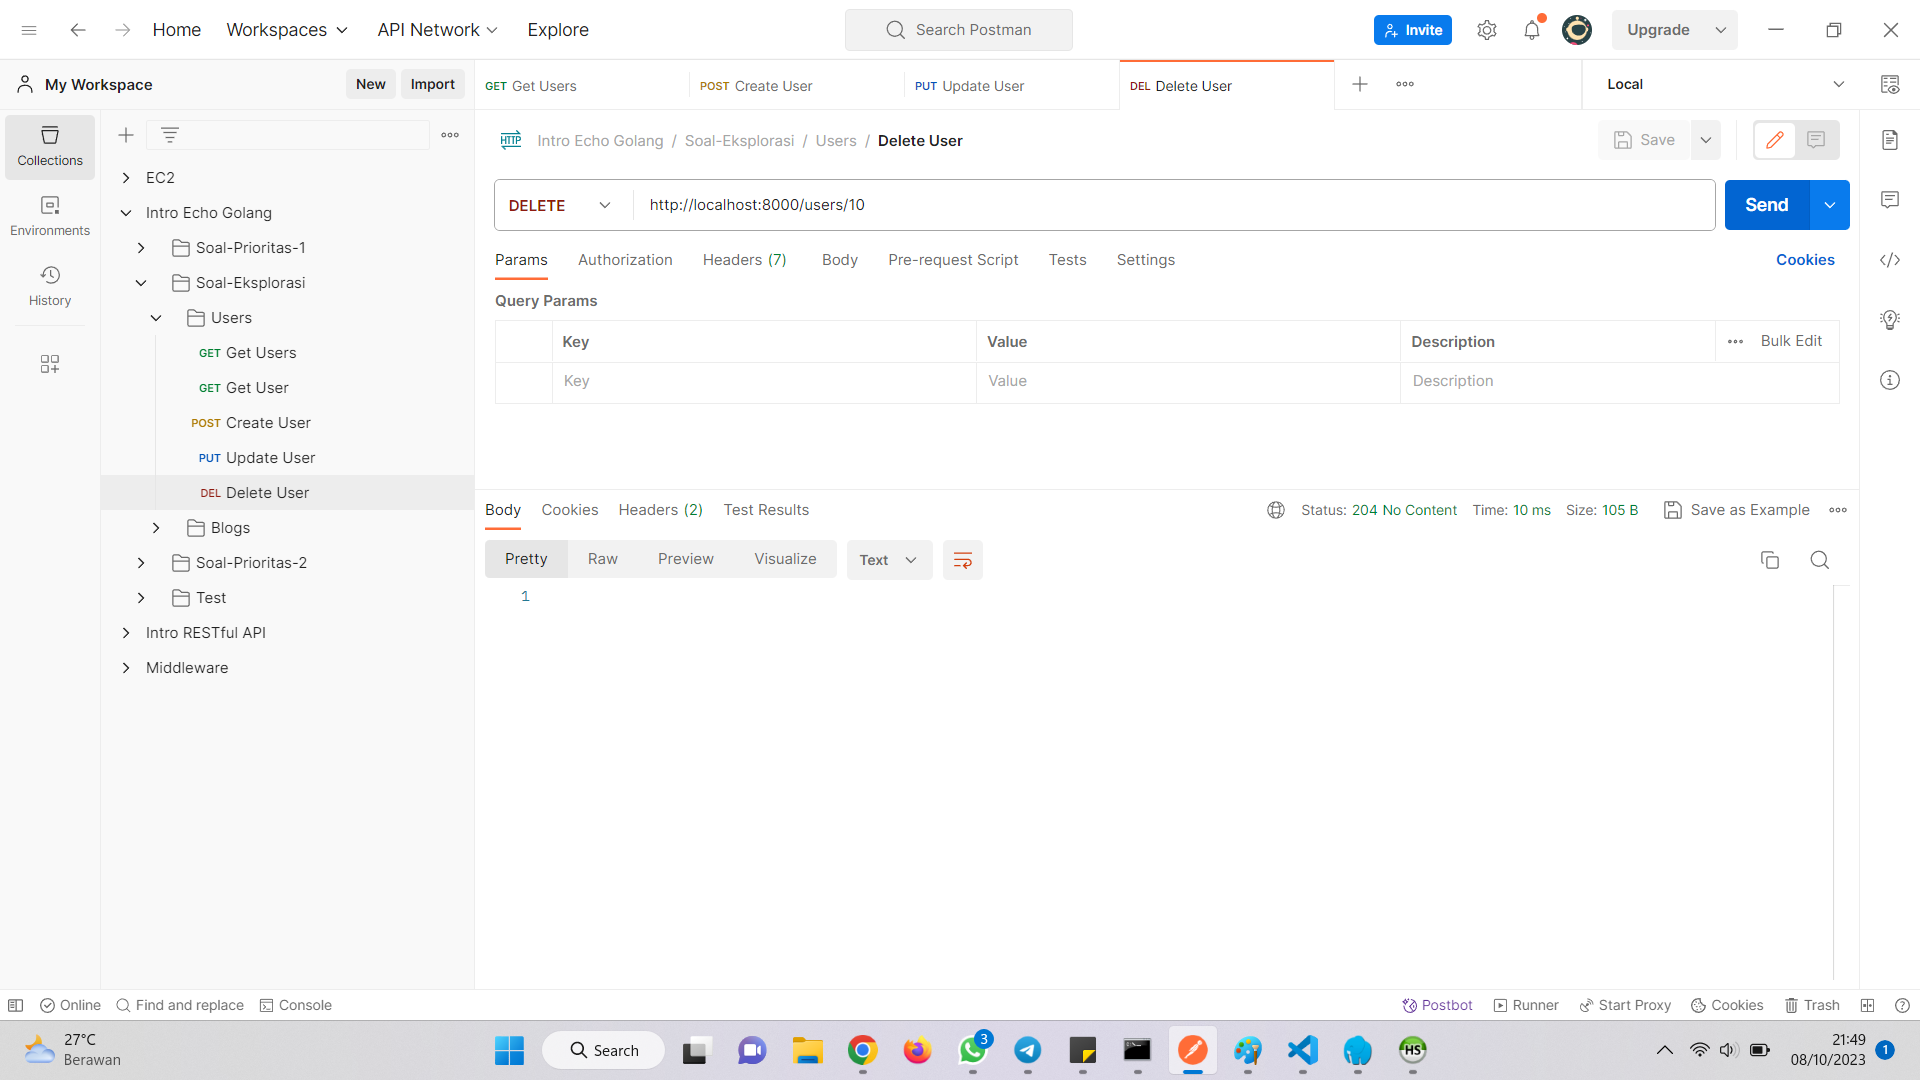 Home
Workspaces
API Network
Explore
Search Postman
Invite
Upgrade
My Workspace
New
Import
GET Get Users
POST Create User
PUT Update User
DEL Delete User
Local
Collections
Environments
History
EC2
Intro Echo Golang
Soal-Prioritas-1
Soal-Eksplorasi
Users
GET Get Users
GET Get User
POST Create User
PUT Update User
DEL Delete User
Blogs
Soal-Prioritas-2
Test
Intro RESTful API
Middleware
HTTP
Intro Echo Golang / Soal-Eksplorasi / Users / Delete User
Save
DELETE
http://localhost:8000/users/10
Send
Params
Authorization
Headers (7)
Body
Pre-request Script
Tests
Settings
Cookies
Query Params
Key
Value
Description
Bulk Edit
Key
Value
Description
Body
Cookies
Headers (2)
Test Results
Status: 204 No Content
Time: 10 ms
Size: 105 B
Save as Example
Pretty
Raw
Preview
Visualize
Text
1
Online
Find and replace
Console
Postbot
Runner
Start Proxy
Cookies
Trash
27°C
Berawan
Search
3
HS
21:49
08/10/2023
1